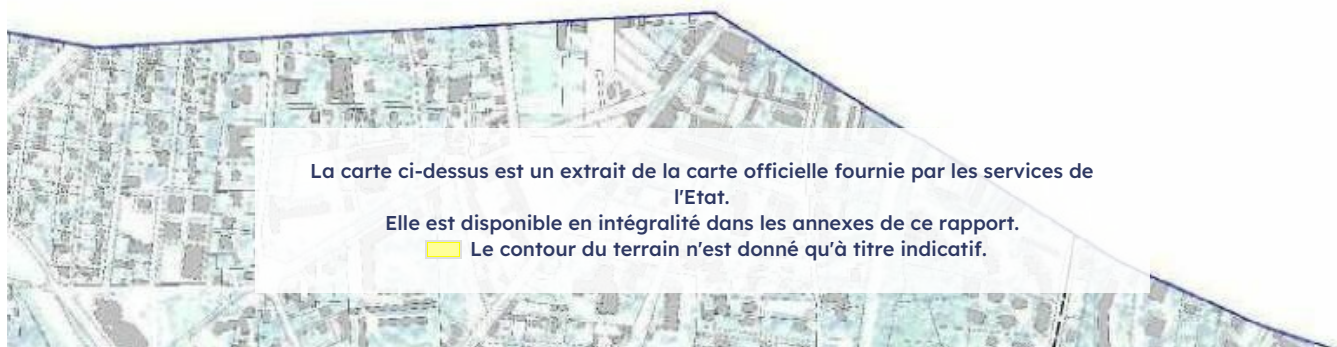 La carte ci-dessus est un extrait de la carte officielle fournie par les services de
l'Etat.
Elle est disponible en intégralité dans les annexes de ce rapport.
Le contour du terrain n'est donné qu'à titre indicatif.